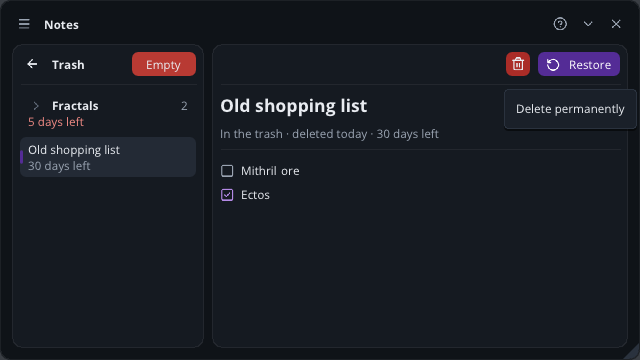 Notes
Trash
Empty
Fractals 2
5 days left
Old shopping list
30 days left
Restore
Delete permanently
Old shopping list
In the trash · deleted today · 30 days left
Mithril ore
Ectos